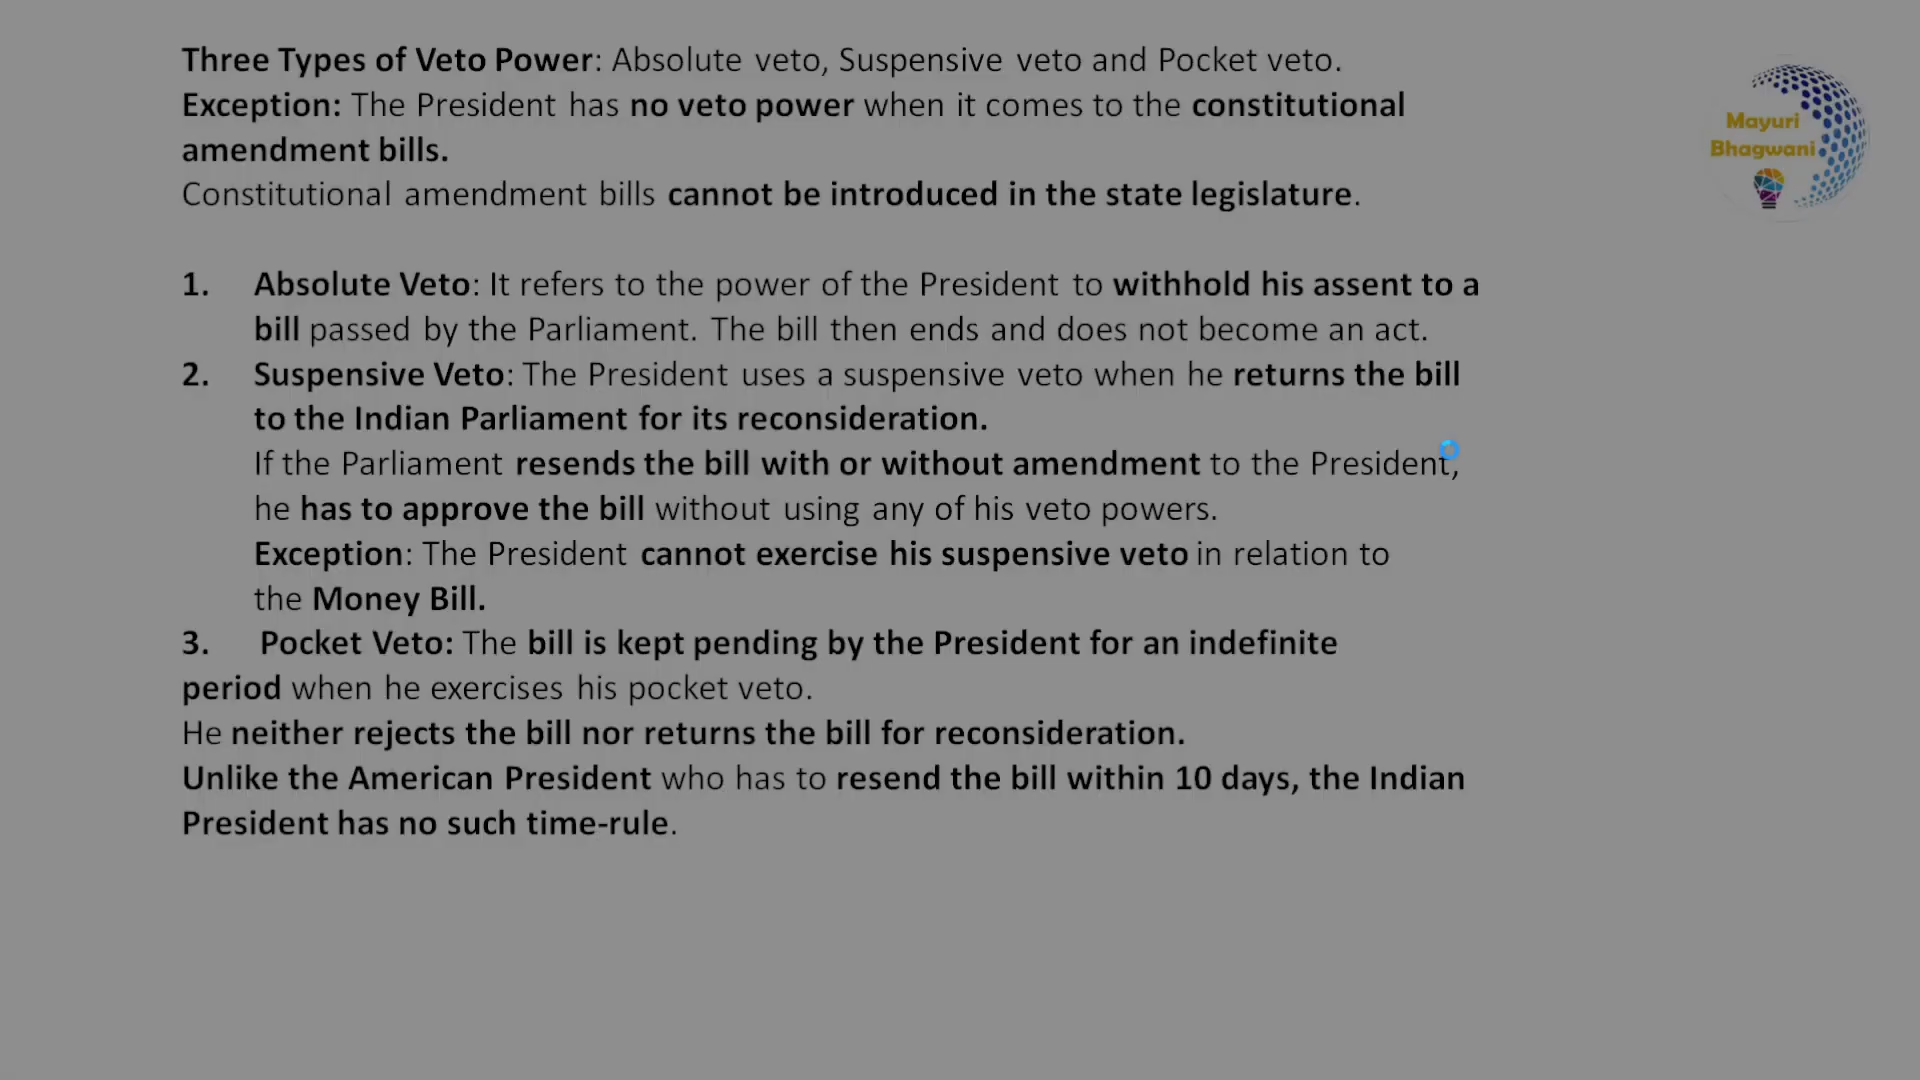 Three Types of Veto Power: Absolute veto, Suspensive veto and Pocket veto.
Exception: The President has no veto power when it comes to the constitutional
amendment bills.
Constitutional amendment bills cannot be introduced in the state legislature.
Mayuri
Bhagwani
1. Absolute Veto: It refers to the power of the President to withhold his assent to a
bill passed by the Parliament. The bill then ends and does not become an act.
2. Suspensive Veto: The President uses a suspensive veto when he returns the bill
to the Indian Parliament for its reconsideration.
If the Parliament resends the bill with or without amendment to the President,
he has to approve the bill without using any of his veto powers.
Exception: The President cannot exercise his suspensive veto in relation to
the Money Bill.
3. Pocket Veto: The bill is kept pending by the President for an indefinite
period when he exercises his pocket veto.
He neither rejects the bill nor returns the bill for reconsideration.
Unlike the American President who has to resend the bill within 10 days, the Indian
President has no such time-rule.